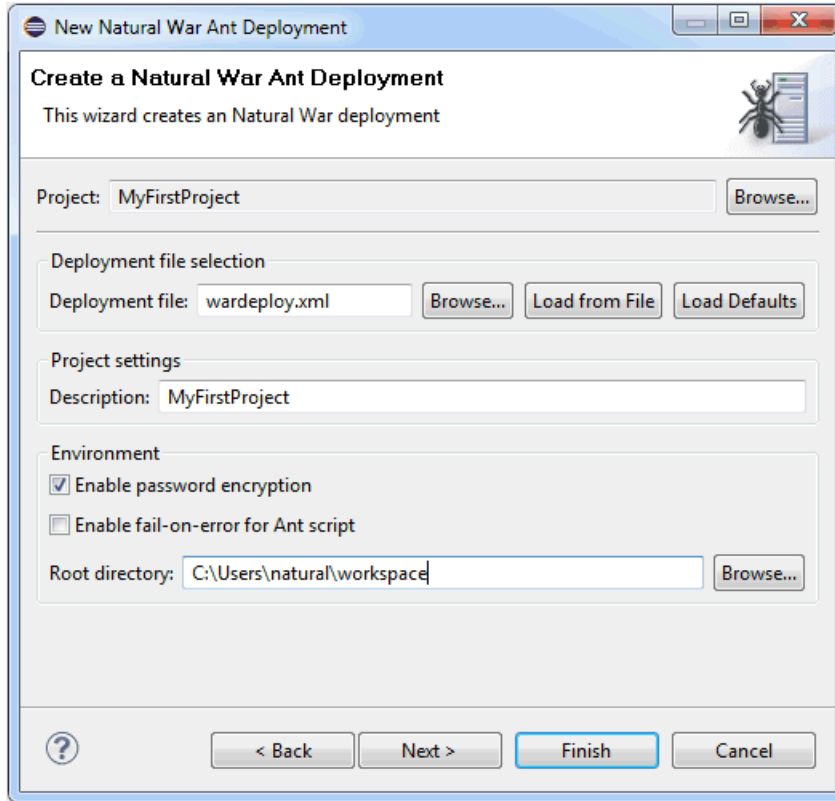 New Natural War Ant Deployment
Create a Natural War Ant Deployment
This wizard creates an Natural War deployment
Project: MyFirstProject Browse...
Deployment file selection
Deployment file: wardeploy.xml Browse... Load from File Load Defaults
Project settings
Description: MyFirstProject
Environment
Enable password encryption
Enable fail-on-error for Ant script
Root directory: C:\Users\natural\workspace Browse...
? < Back Next > Finish Cancel